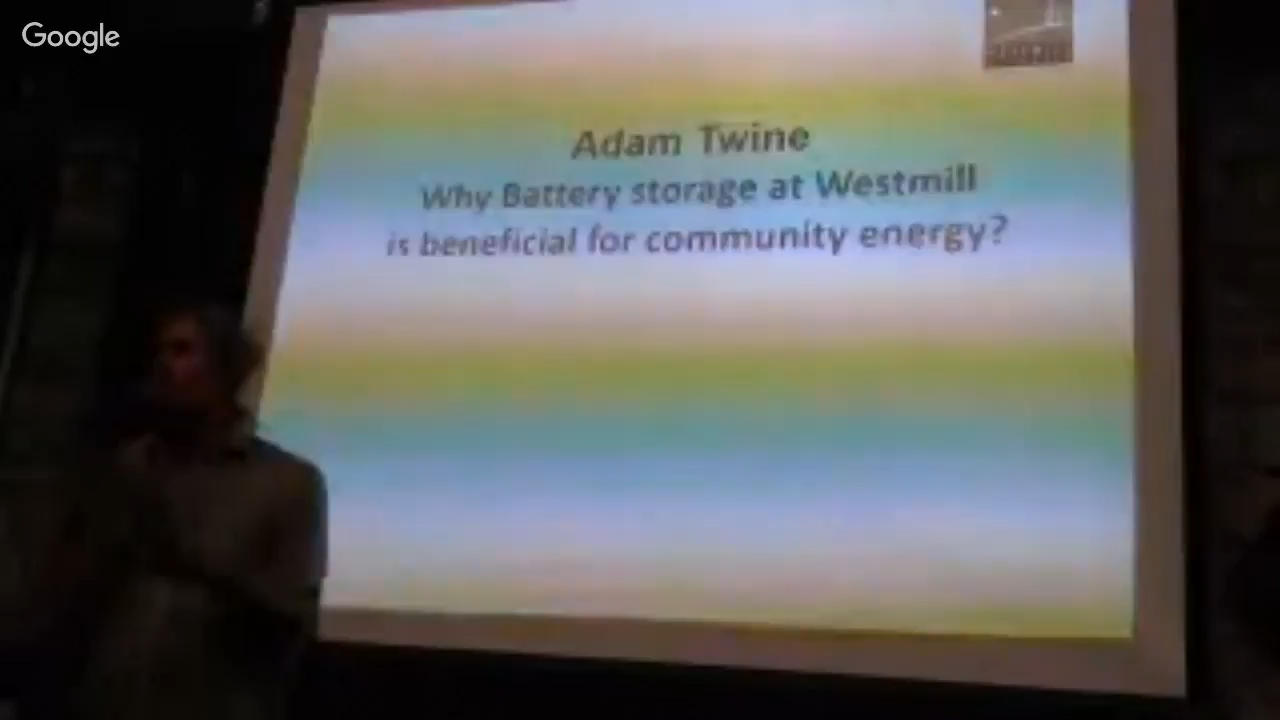 Google
Adam Twine
Why Battery storage at Westmill
is beneficial for community energy?